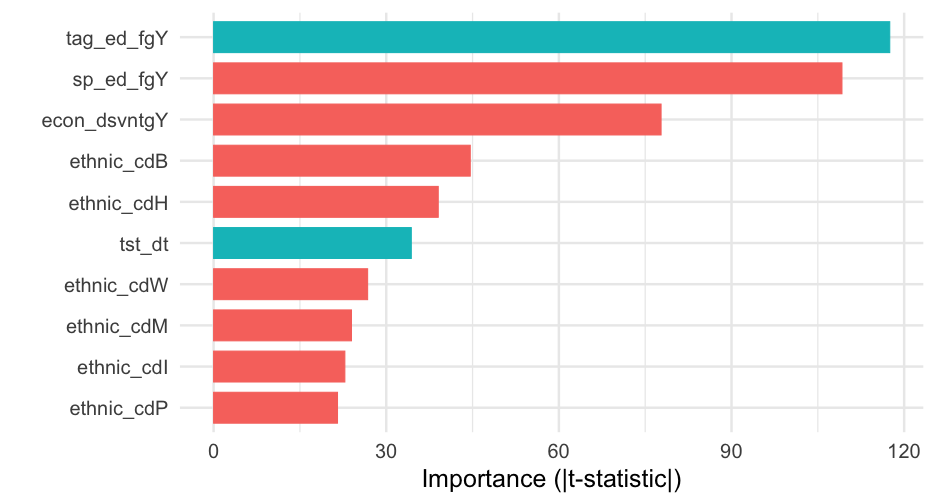 tag_ed_fgY
sp_ed_fgY
econ_dsvntgY
ethnic_cdB
ethnic_cdH
tst_dt
ethnic_cdW
ethnic_cdM
ethnic_cdI
ethnic_cdP
0 30 60 90 120
Importance (|t-statistic|)